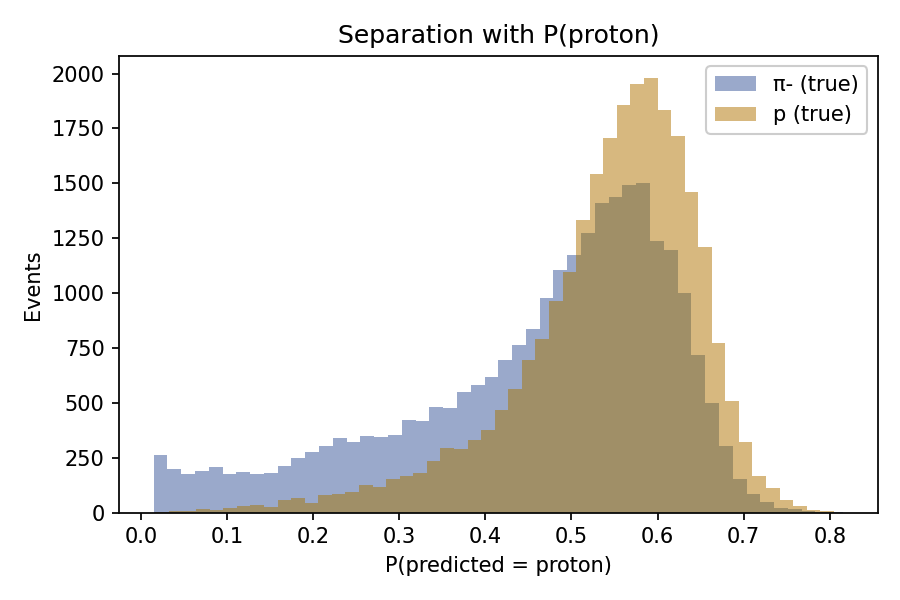 Separation with P(proton)
π- (true)
p (true)
Events
2000
1750
1500
1250
1000
750
500
250
0
0.0 0.1 0.2 0.3 0.4 0.5 0.6 0.7 0.8
P(predicted = proton)